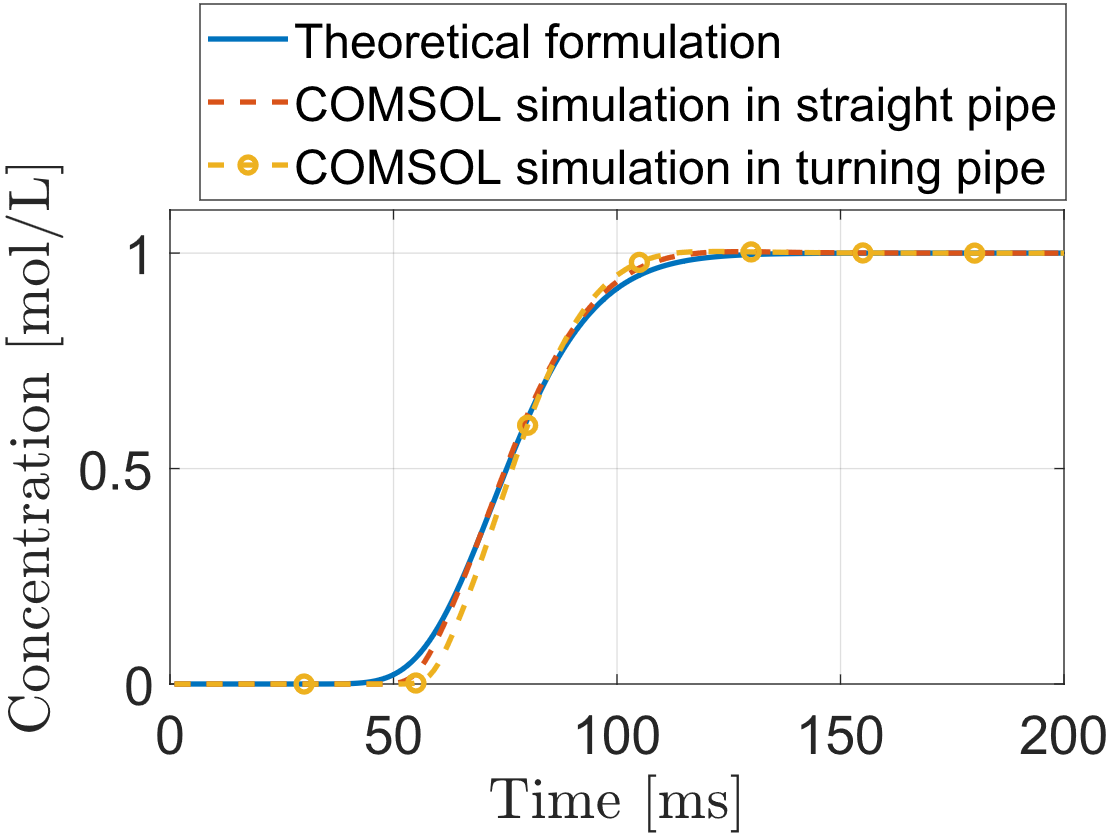 Theoretical formulation
COMSOL simulation in straight pipe
COMSOL simulation in turning pipe
Concentration [mol/L]
1
0.5
0
0 50 100 150 200
Time [ms]